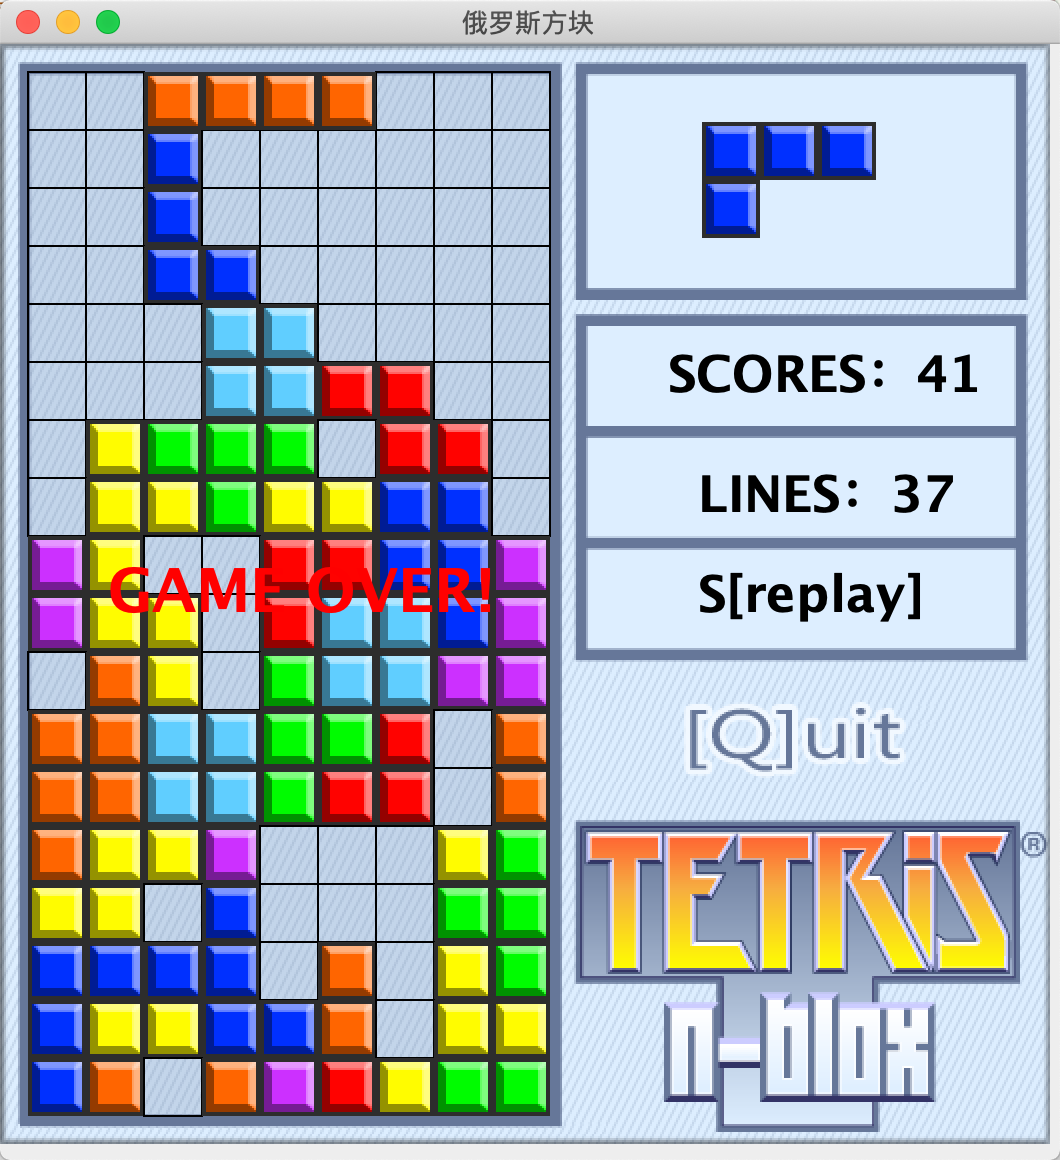 俄罗斯方块
SCORES: 41
LINES: 37
GAME OVER!
S[replay]
[Q]uit
TETRiS®
n-blox